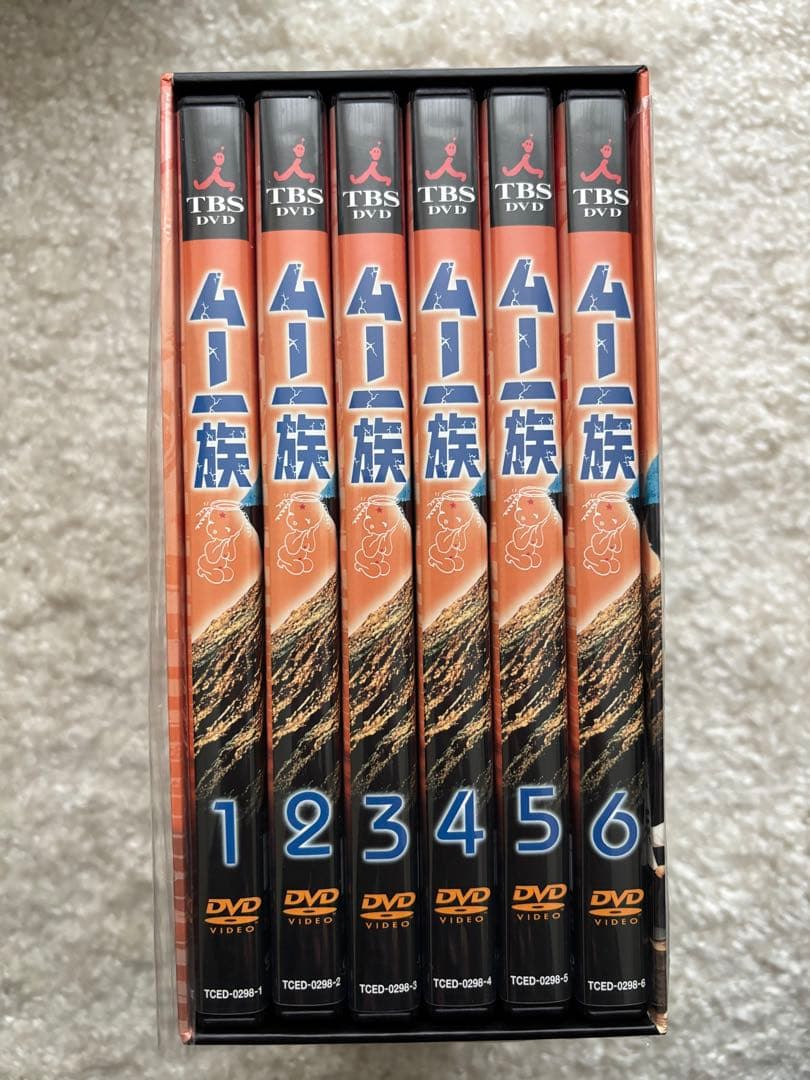 TBS
DVD
ムー一族
1
DVD
VIDEO
TCED-0298-1
TBS
DVD
ムー一族
2
DVD
VIDEO
TCED-0298-2
TBS
DVD
ムー一族
3
DVD
VIDEO
TCED-0298-3
TBS
DVD
ムー一族
4
DVD
VIDEO
TCED-0298-4
TBS
DVD
ムー一族
5
DVD
VIDEO
TCED-0298-5
TBS
DVD
ムー一族
6
DVD
VIDEO
TCED-0298-6